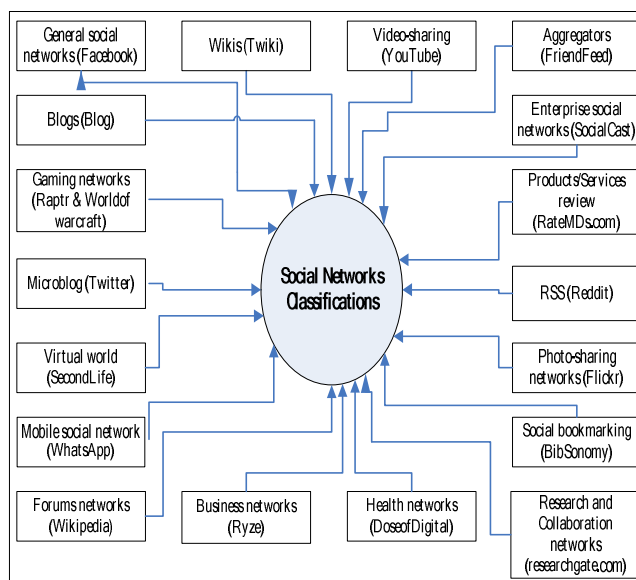 General social
networks (Facebook)
Wikis (Twiki)
Video-sharing
(YouTube)
Aggregators
(FriendFeed)
Blogs (Blog)
Enterprise social
networks (SocialCast)
Gaming networks
(Raptr & Worldof
warcraft)
Products/Services
review
(RateMDs.com)
Social Networks
Classifications
Microblog (Twitter)
RSS (Reddit)
Virtual world
(SecondLife)
Photo-sharing
networks (Flickr)
Mobile social network
(WhatsApp)
Social bookmarking
(BibSonomy)
Forums networks
(Wikipedia)
Business networks
(Ryze)
Health networks
(DoseofDigital)
Research and
Collaboration
networks
(researchgate.com)